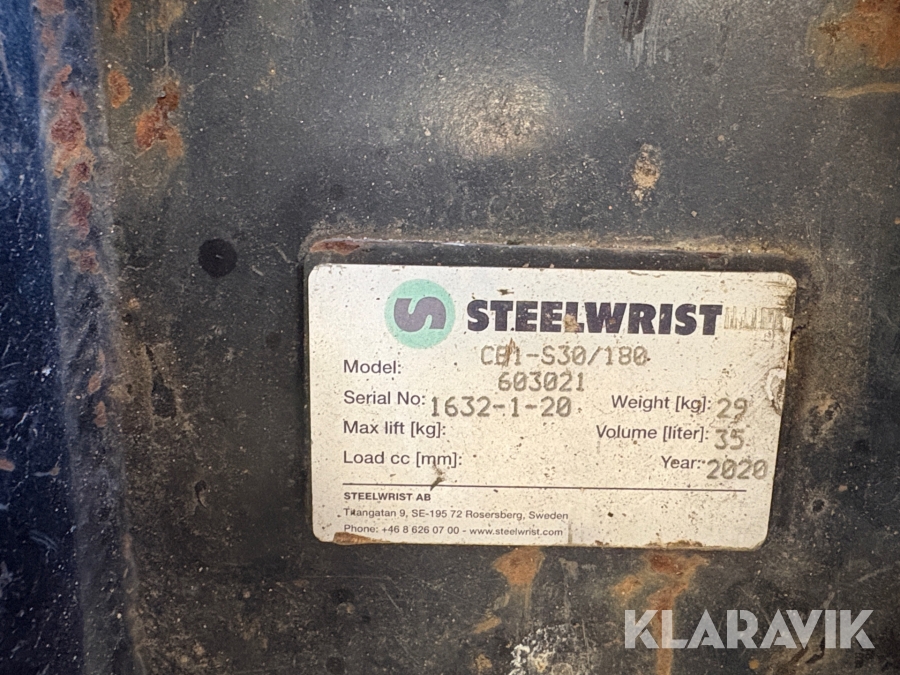 STEELWRIST
Model: CB1-S30/180
603021
Serial No: 1632-1-20
Weight [kg]: 29
Max lift [kg]:
Volume [liter]: 35
Load cc [mm]:
Year: 2020
STEELWRIST AB
Titangatan 9, SE-195 72 Rosersberg, Sweden
Phone: +46 8 626 07 00 - www.steelwrist.com
KLARAVIK